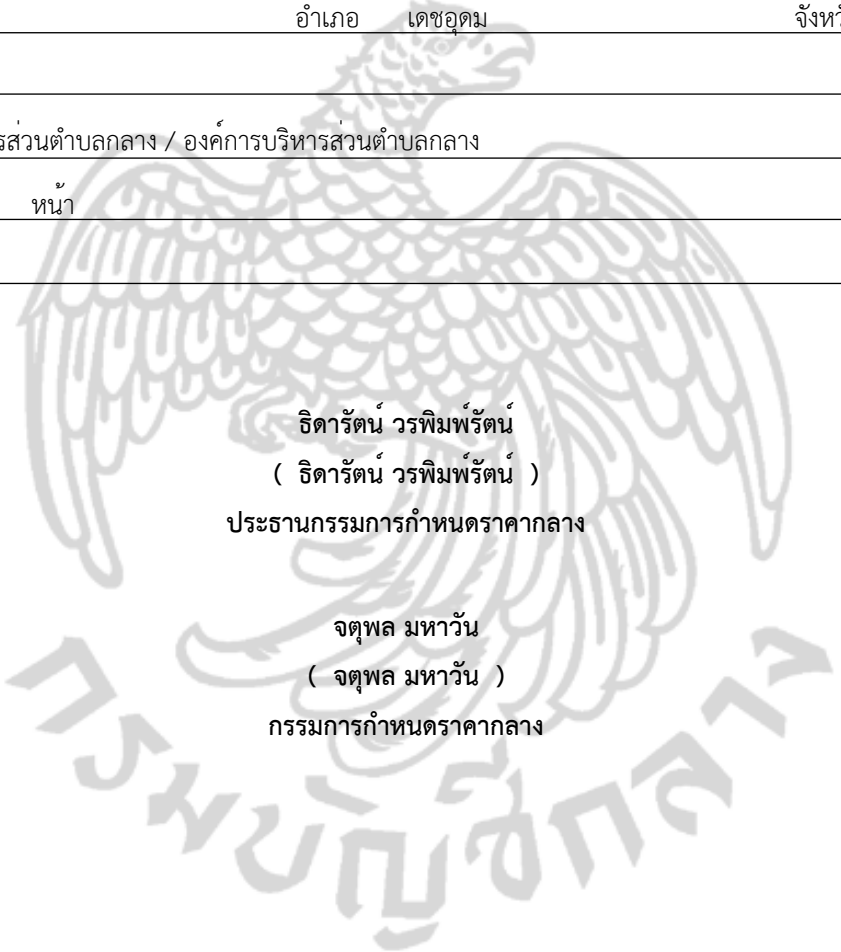 อำเภอ เดชอุดม
รส่วนตำบลกลาง / องค์การบริหารส่วนตำบลกลาง
หน้า
ธิดารัตน์ วรพิมพ์รัตน์
( ธิดารัตน์ วรพิมพ์รัตน์ )
ประธานกรรมการกำหนดราคากลาง
จตุพล มหาวัน
( จตุพล มหาวัน )
กรรมการกำหนดราคากลาง
กรมบัญชีกลาง